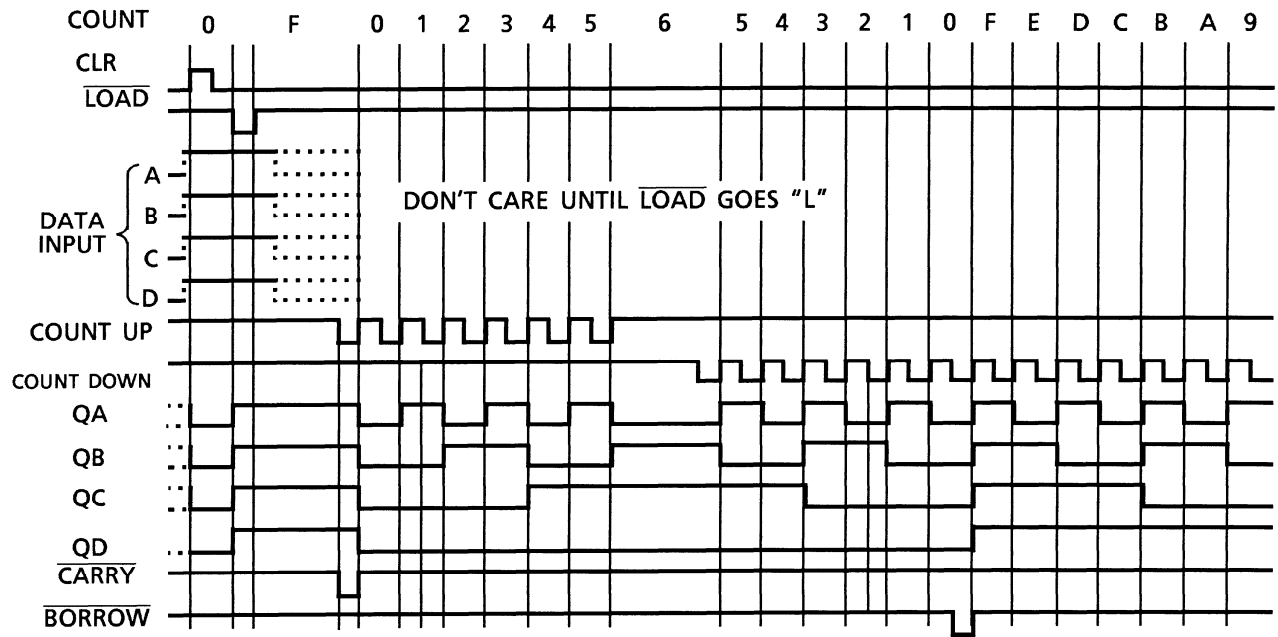 COUNT 0 F 0 1 2 3 4 5 6 5 4 3 2 1 0 F E D C B A 9
CLR
LOAD
A
DON'T CARE UNTIL LOAD GOES "L"
B
DATA
INPUT
C
D
COUNT UP
COUNT DOWN
QA
QB
QC
QD
CARRY
BORROW